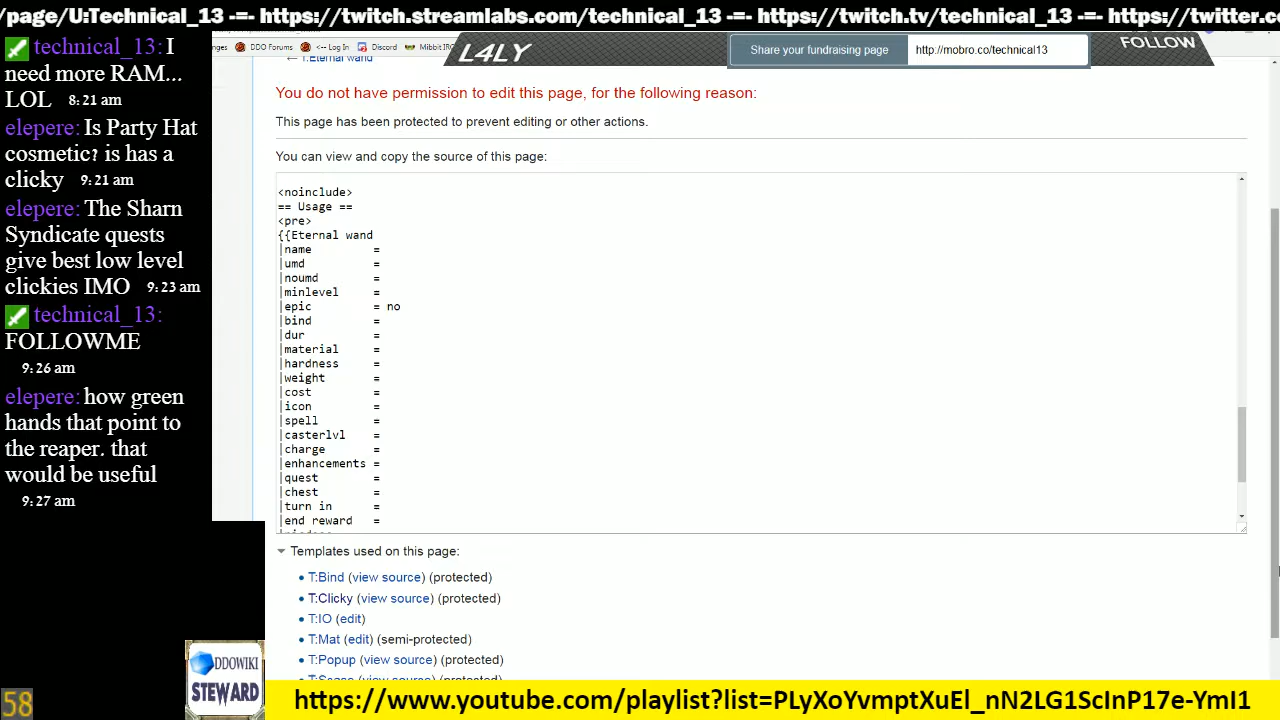 /page/U:Technical_13 -=- https://twitch.streamlabs.com/technical_13 -=- https://twitch.tv/technical_13 -=- https://twitter.c
technical_13: I
need more RAM...
LOL 8:21 am
elepere: Is Party Hat
cosmetic? is has a
clicky 9:21 am
elepere: The Sharn
Syndicate quests
give best low level
clickies IMO 9:23 am
technical_13:
FOLLOWME
9:26 am
elepere: how green
hands that point to
the reaper. that
would be useful
9:27 am
DDO Forums <-- Log In Discord Mibbit
L4LY
Share your fundraising page http://mobro.co/technical13
FOLLOW
← T:Eternal wand
You do not have permission to edit this page, for the following reason:
This page has been protected to prevent editing or other actions.
You can view and copy the source of this page:
<noinclude>
== Usage ==
<pre>
{{Eternal wand
|name =
|umd =
|noumd =
|minlevel =
|epic = no
|bind =
|dur =
|material =
|hardness =
|weight =
|cost =
|icon =
|spell =
|casterlvl =
|charge =
|enhancements =
|quest =
|chest =
|turn in =
|end reward =
Templates used on this page:
T:Bind (view source) (protected)
T:Clicky (view source) (protected)
T:IO (edit)
T:Mat (edit) (semi-protected)
T:Popup (view source) (protected)
DDOWIKI
STEWARD
58
https://www.youtube.com/playlist?list=PLyXoYvmptXuEl_nN2LG1ScInP17e-YmI1